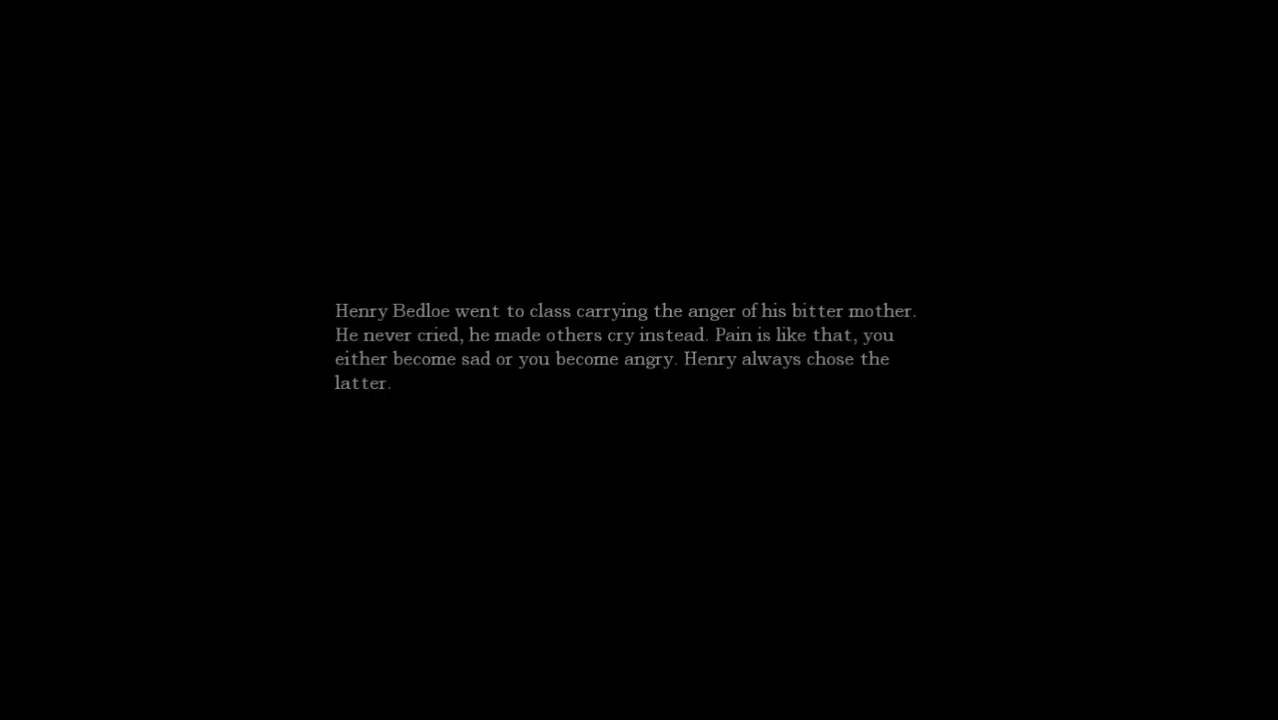 Henry Bedloe went to class carrying the anger of his bitter mother.
He never cried, he made others cry instead. Pain is like that, you
either become sad or you become angry. Henry always chose the
latter.